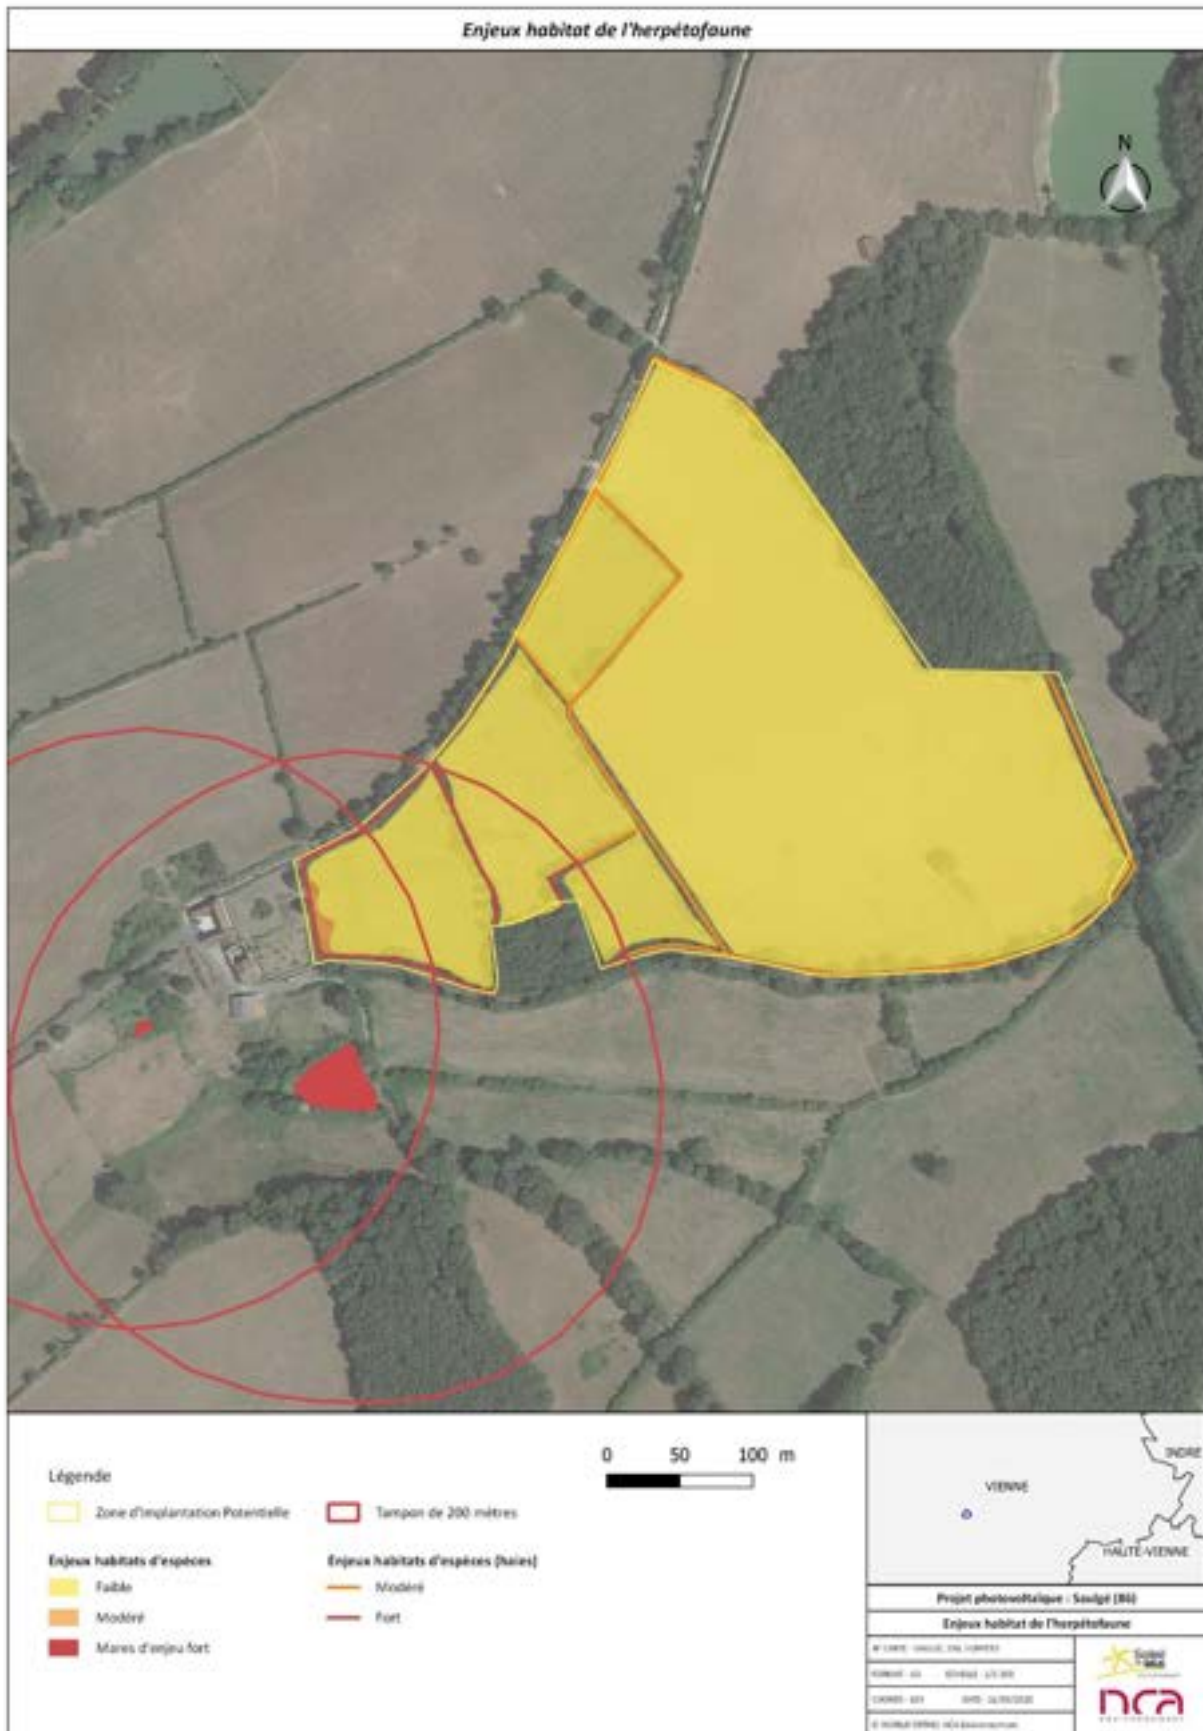 Enjeux habitat de l'herpétofaune
N
0 50 100 m
Légende
Zone d'Implantation Potentielle
Tampon de 200 mètres
Enjeux habitats d'espèces
Faible
Modéré
Mares d'enjeu fort
Enjeux habitats d'espèces (haies)
Modéré
Fort
INDRE
VIENNE
HAUTE-VIENNE
Projet photovoltaïque - Saulgé (86)
Enjeux habitat de l'herpétofaune
Soleil
nca